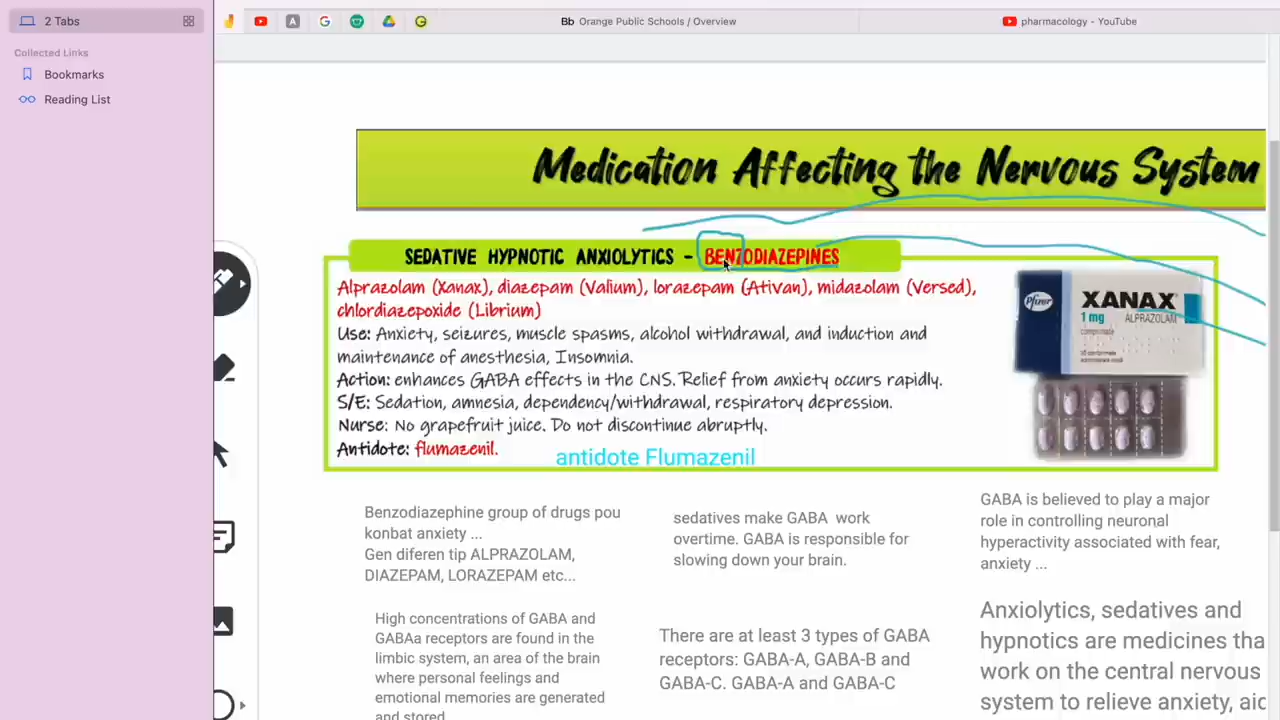 2 Tabs
Collected Links
Bookmarks
Reading List
A
G
G
Bb Orange Public Schools / Overview
pharmacology - YouTube
Medication Affecting the Nervous System
SEDATIVE HYPNOTIC ANXIOLYTICS - BENZODIAZEPINES
Alprazolam (Xanax), diazepam (Valium), lorazepam (Ativan), midazolam (Versed),
chlordiazepoxide (Librium)
Use: Anxiety, seizures, muscle spasms, alcohol withdrawal, and induction and
maintenance of anesthesia, Insomnia.
Action: enhances GABA effects in the CNS. Relief from anxiety occurs rapidly.
S/E: Sedation, amnesia, dependency/withdrawal, respiratory depression.
Nurse: No grapefruit juice. Do not discontinue abruptly.
Antidote: flumazenil.
antidote Flumazenil
Pfizer
XANAX
1 mg ALPRAZOLAM
Benzodiazephine group of drugs pou
konbat anxiety ...
Gen diferen tip ALPRAZOLAM,
DIAZEPAM, LORAZEPAM etc...
sedatives make GABA work
overtime. GABA is responsible for
slowing down your brain.
GABA is believed to play a major
role in controlling neuronal
hyperactivity associated with fear,
anxiety ...
High concentrations of GABA and
GABAa receptors are found in the
limbic system, an area of the brain
where personal feelings and
emotional memories are generated
and stored
There are at least 3 types of GABA
receptors: GABA-A, GABA-B and
GABA-C. GABA-A and GABA-C
Anxiolytics, sedatives and
hypnotics are medicines tha
work on the central nervous
system to relieve anxiety, aid